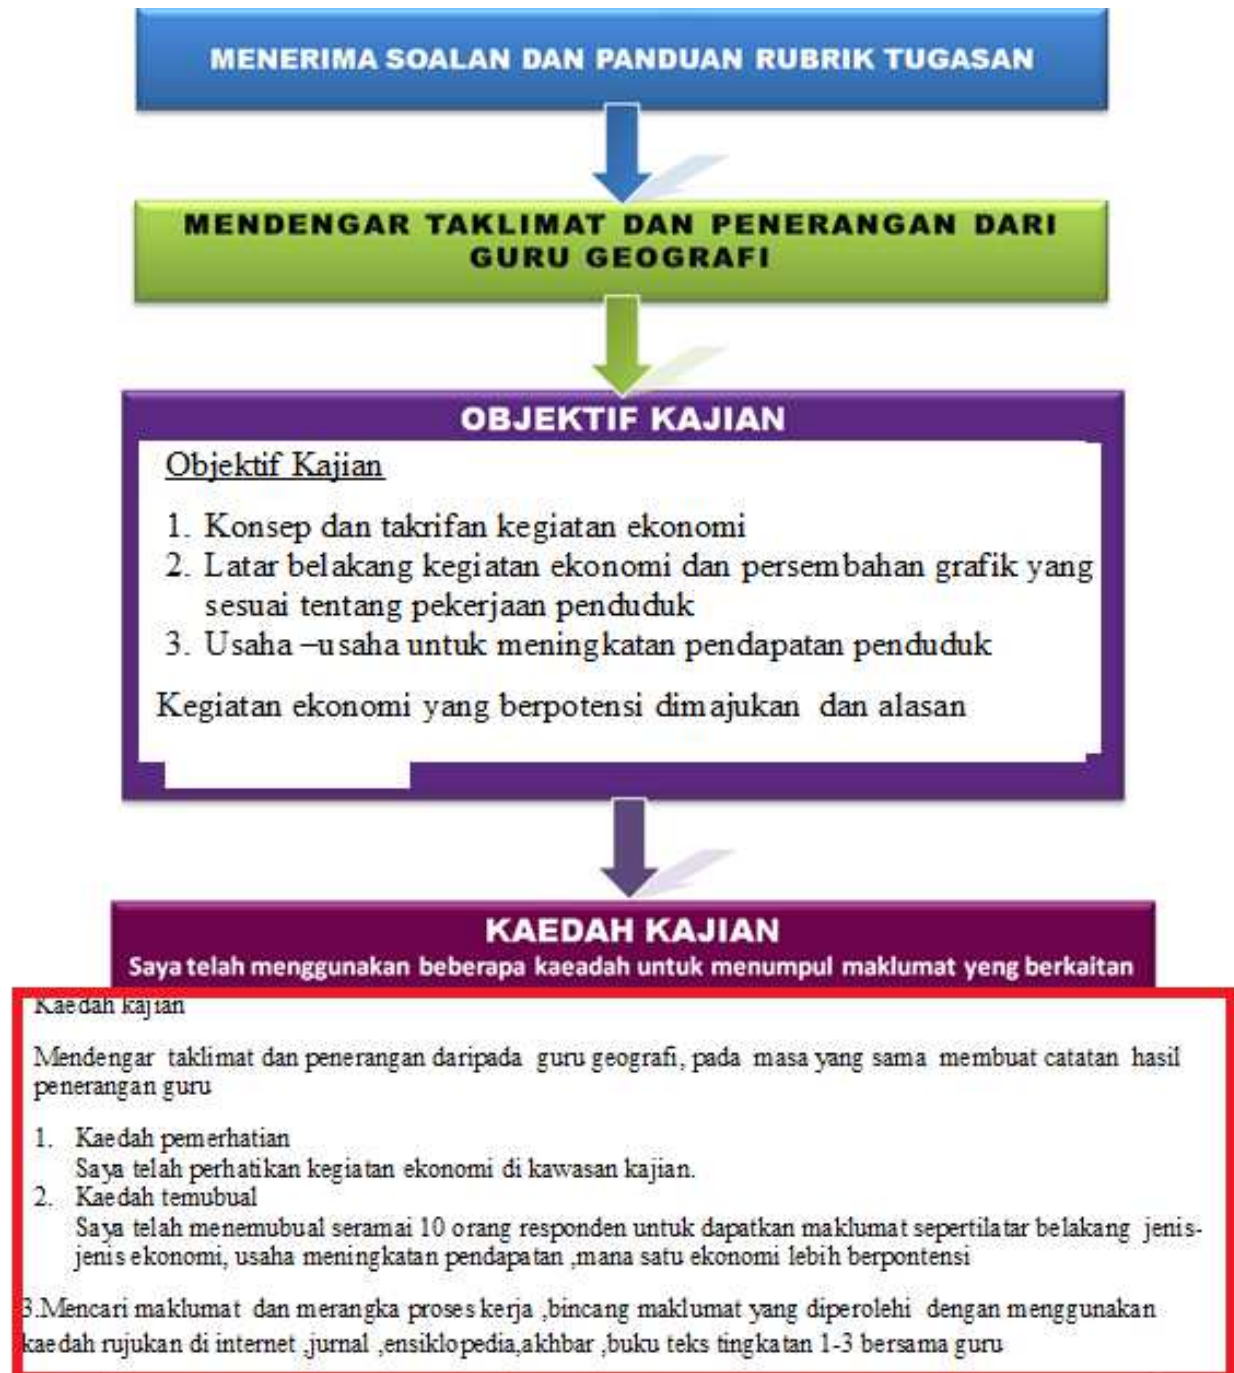 MENERIMA SOALAN DAN PANDUAN RUBRIK TUGASAN
MENDENGAR TAKLIMAT DAN PENERANGAN DARI
GURU GEOGRAFI
OBJEKTIF KAJIAN
Objektif Kajian
1. Konsep dan takrifan kegiatan ekonomi
2. Latar belakang kegiatan ekonomi dan persembahan grafik yang
sesuai tentang pekerjaan penduduk
3. Usaha –usaha untuk meningkatan pendapatan penduduk
Kegiatan ekonomi yang berpotensi dimajukan dan alasan
KAEDAH KAJIAN
Saya telah menggunakan beberapa kaeadah untuk menumpul maklumat yeng berkaitan
Kaedah kajian
Mendengar taklimat dan penerangan daripada guru geografi, pada masa yang sama membuat catatan hasil
penerangan guru
1. Kaedah pemerhatian
Saya telah perhatikan kegiatan ekonomi di kawasan kajian.
2. Kaedah temubual
Saya telah menemubual seramai 10 orang responden untuk dapatkan maklumat sepertilatar belakang jenis-
jenis ekonomi, usaha meningkatan pendapatan ,mana satu ekonomi lebih berpontensi
3.Mencari maklumat dan merangka proses kerja ,bincang maklumat yang diperolehi dengan menggunakan
kaedah rujukan di internet ,jurnal ,ensiklopedia,akhbar ,buku teks tingkatan 1-3 bersama guru